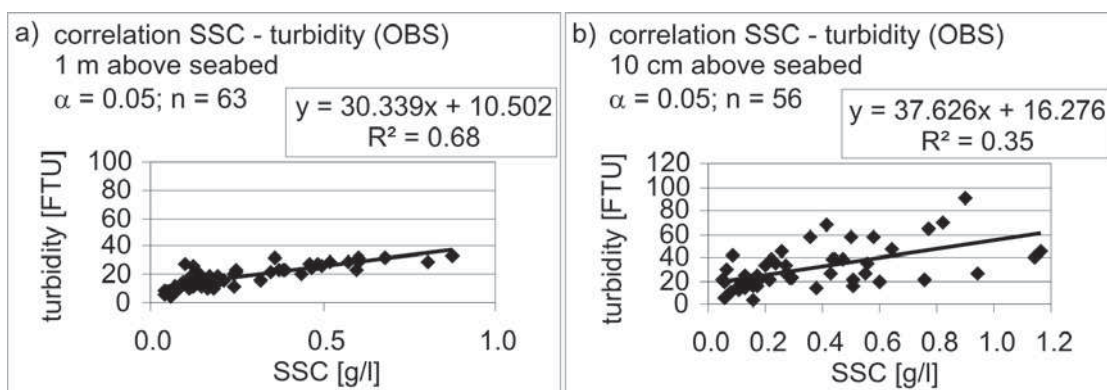 a) correlation SSC - turbidity (OBS)
1 m above seabed
α = 0.05; n = 63
y = 30.339x + 10.502
R² = 0.68
turbidity [FTU]
100
80
60
40
20
0
0.0 0.5 1.0
SSC [g/l]
b) correlation SSC - turbidity (OBS)
10 cm above seabed
α = 0.05; n = 56
y = 37.626x + 16.276
R² = 0.35
turbidity [FTU]
120
100
80
60
40
20
0
0.0 0.2 0.4 0.6 0.8 1.0 1.2
SSC [g/l]